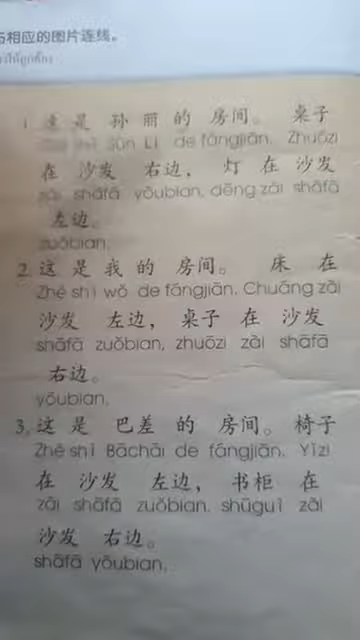 与相应的图片连线。
1. 这 是 孙 丽 的 房间。 桌子
Zhè shì Sūn Lì de fángjiān. Zhuōzi
在 沙发 右边, 灯 在 沙发
zài shāfā yòubian, dēng zài shāfā
左边。
zuǒbian.
2. 这 是 我 的 房间。 床 在
Zhè shì wǒ de fángjiān. Chuáng zài
沙发 左边, 桌子 在 沙发
shāfā zuǒbian, zhuōzi zài shāfā
右边。
yòubian.
3. 这 是 巴差 的 房间。 椅子
Zhè shì Bāchāi de fángjiān. Yǐzi
在 沙发 左边, 书柜 在
zài shāfā zuǒbian, shūguì zài
沙发 右边。
shāfā yòubian.